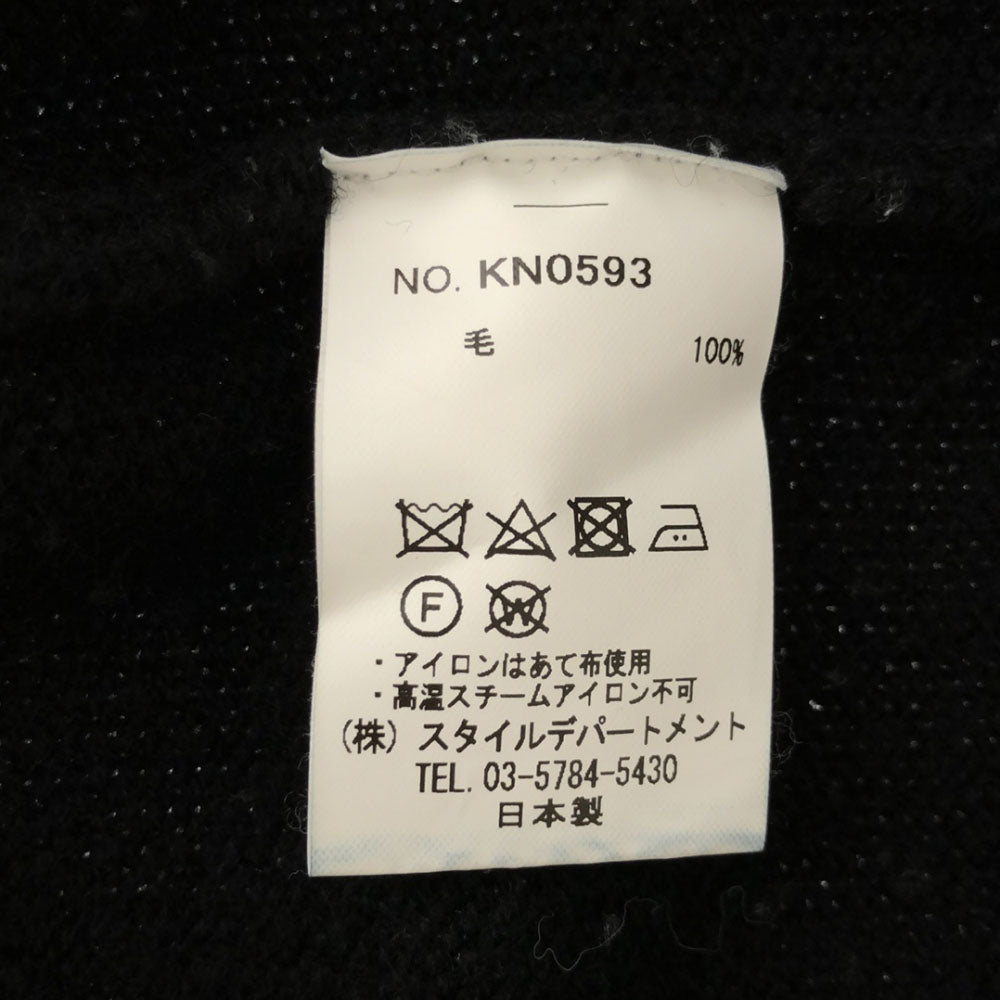 NO. KN0593
毛 100%
F W
・アイロンはあて布使用
・高温スチームアイロン不可
(株) スタイルデパートメント
TEL. 03-5784-5430
日本製